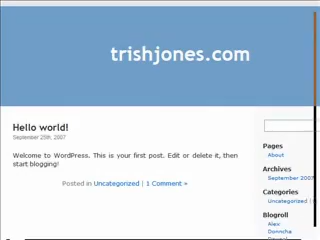 trishjones.com
Hello world!
September 25th, 2007
Welcome to WordPress. This is your first post. Edit or delete it, then
start blogging!
Posted in Uncategorized | 1 Comment »
Pages
About
Archives
September 2007
Categories
Uncategorized
Blogroll
Alex
Donncha